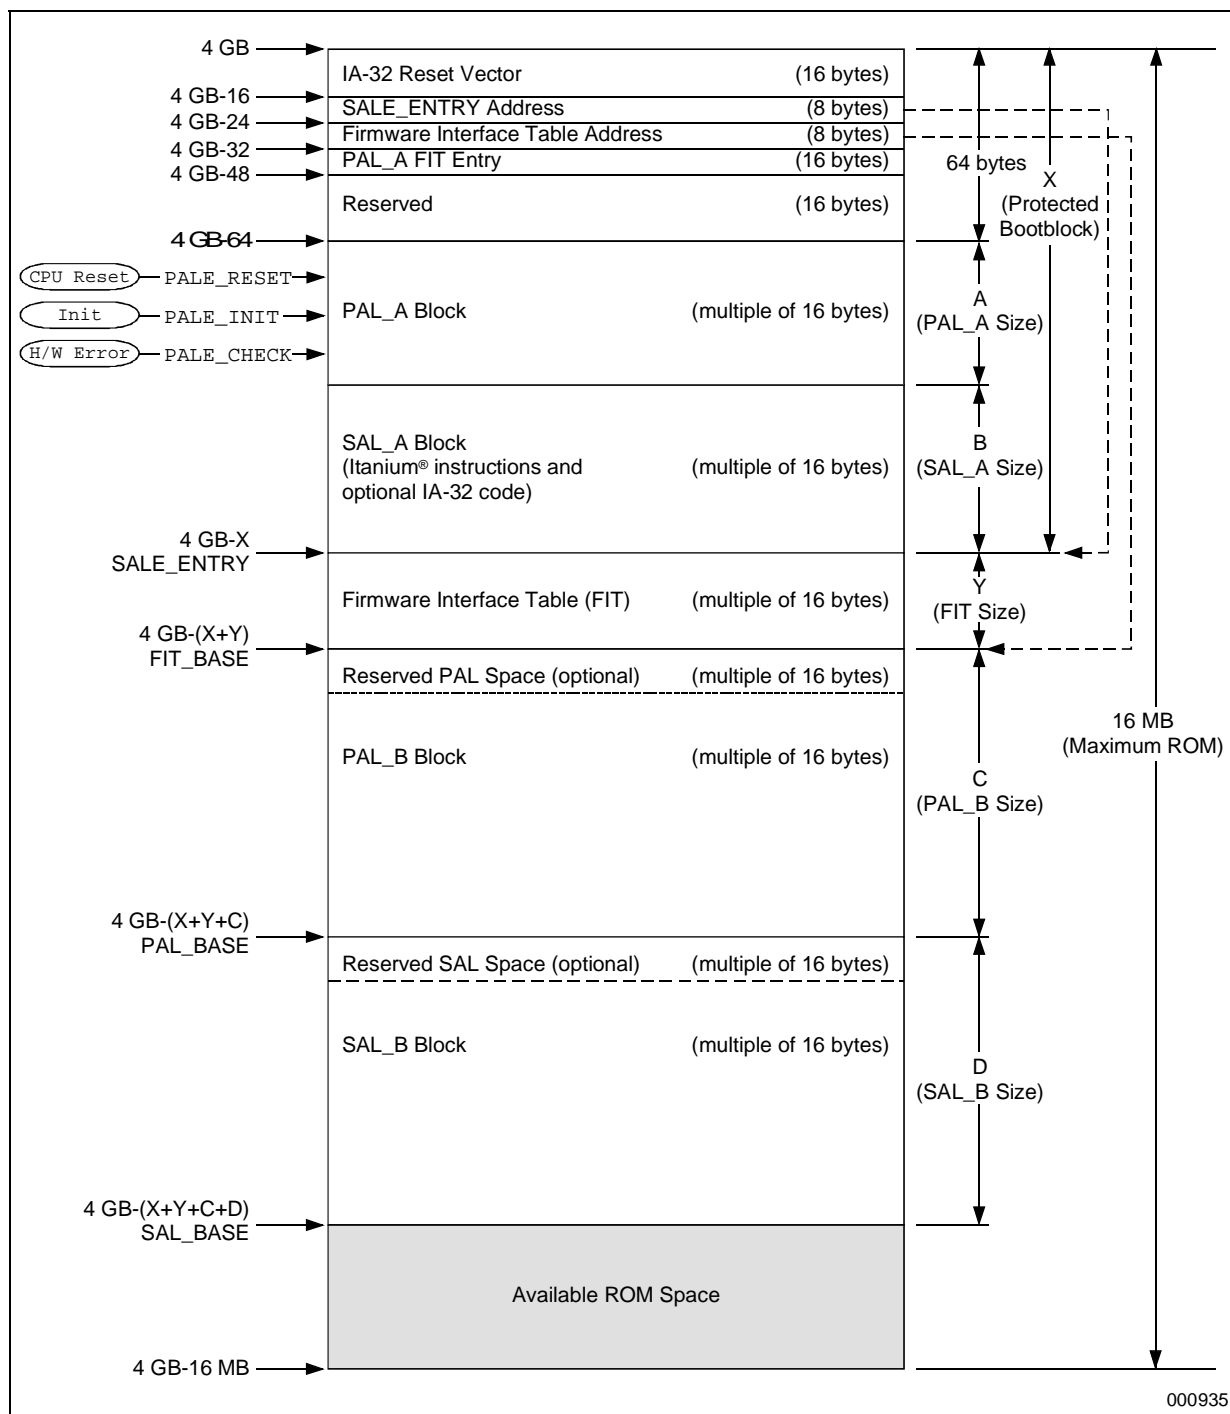 4 GB
IA-32 Reset Vector (16 bytes)
4 GB-16
SALE_ENTRY Address (8 bytes)
4 GB-24
Firmware Interface Table Address (8 bytes)
4 GB-32
PAL_A FIT Entry (16 bytes)
4 GB-48
64 bytes
X
(Protected
Bootblock)
Reserved (16 bytes)
4 GB-64
CPU Reset PALE_RESET
Init PALE_INIT
H/W Error PALE_CHECK
PAL_A Block (multiple of 16 bytes)
A
(PAL_A Size)
SAL_A Block
(Itanium® instructions and
optional IA-32 code)
(multiple of 16 bytes)
B
(SAL_A Size)
4 GB-X
SALE_ENTRY
Firmware Interface Table (FIT) (multiple of 16 bytes)
Y
(FIT Size)
4 GB-(X+Y)
FIT_BASE
Reserved PAL Space (optional) (multiple of 16 bytes)
16 MB
(Maximum ROM)
PAL_B Block (multiple of 16 bytes)
C
(PAL_B Size)
4 GB-(X+Y+C)
PAL_BASE
Reserved SAL Space (optional) (multiple of 16 bytes)
SAL_B Block (multiple of 16 bytes)
D
(SAL_B Size)
4 GB-(X+Y+C+D)
SAL_BASE
Available ROM Space
4 GB-16 MB
000935